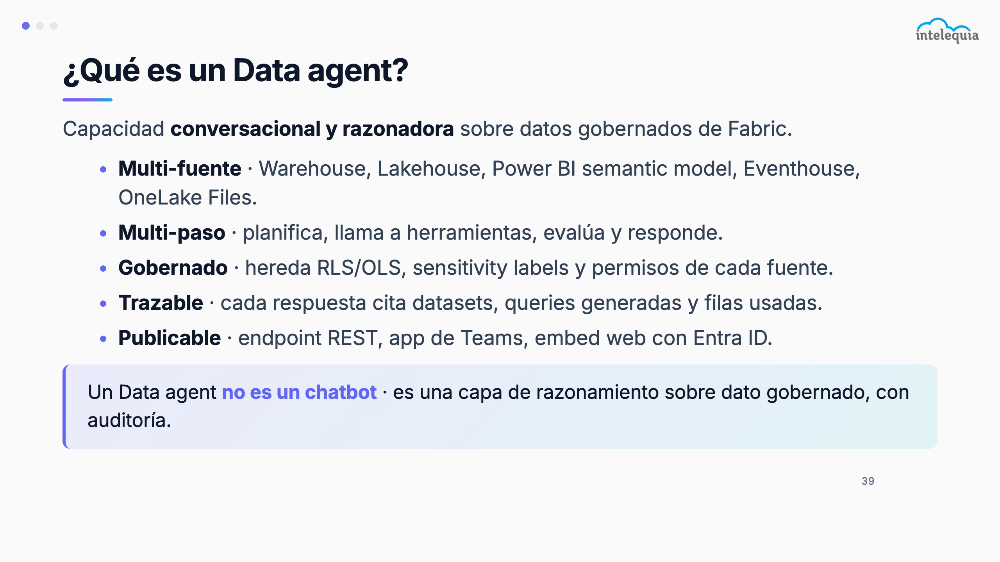 intelequia
¿Qué es un Data agent?
Capacidad conversacional y razonadora sobre datos gobernados de Fabric.
• Multi-fuente · Warehouse, Lakehouse, Power BI semantic model, Eventhouse,
OneLake Files.
• Multi-paso · planifica, llama a herramientas, evalúa y responde.
• Gobernado · hereda RLS/OLS, sensitivity labels y permisos de cada fuente.
• Trazable · cada respuesta cita datasets, queries generadas y filas usadas.
• Publicable · endpoint REST, app de Teams, embed web con Entra ID.
Un Data agent no es un chatbot · es una capa de razonamiento sobre dato gobernado, con
auditoría.
39